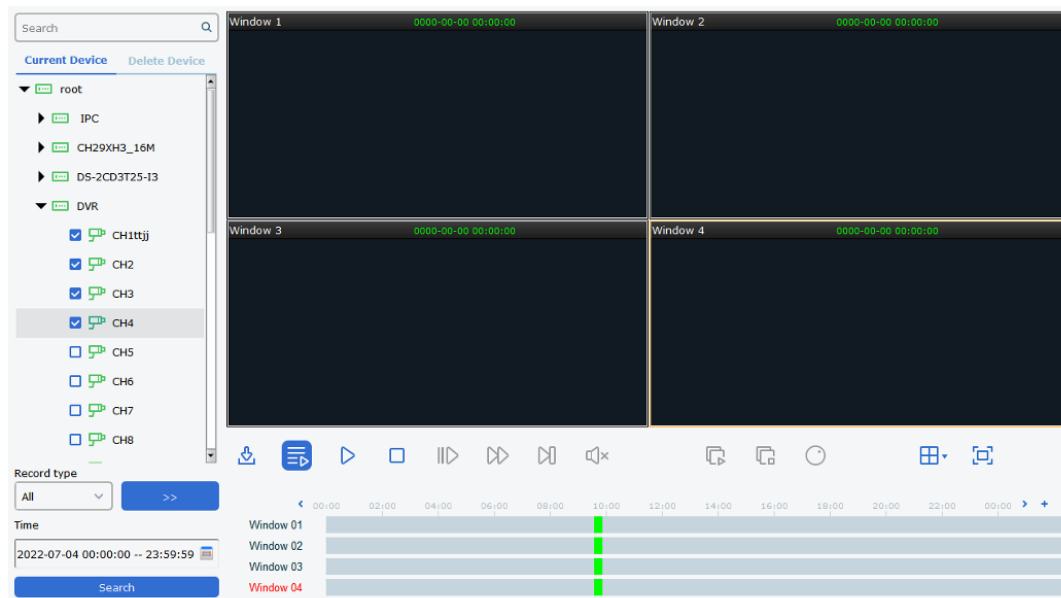 Search
Current Device Delete Device
root
IPC
CH29XH3_16M
DS-2CD3T25-I3
DVR
CH1ttjj
CH2
CH3
CH4
CH5
CH6
CH7
CH8
Record type
All >>
Time
2022-07-04 00:00:00 -- 23:59:59
Search
Window 1 0000-00-00 00:00:00
Window 2 0000-00-00 00:00:00
Window 3 0000-00-00 00:00:00
Window 4 0000-00-00 00:00:00
00:00 02:00 04:00 06:00 08:00 10:00 12:00 14:00 16:00 18:00 20:00 22:00 00:00
Window 01
Window 02
Window 03
Window 04